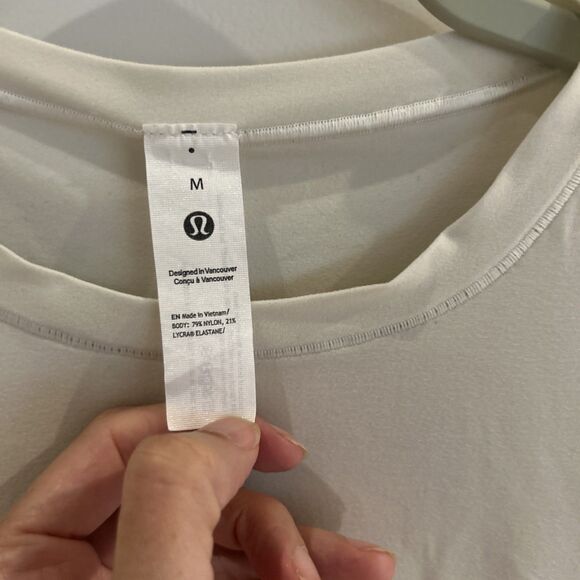 M
Designed in Vancouver
Conçu à Vancouver
EN Made in Vietnam/
BODY: 79% NYLON, 21%
LYCRA® ELASTANE/